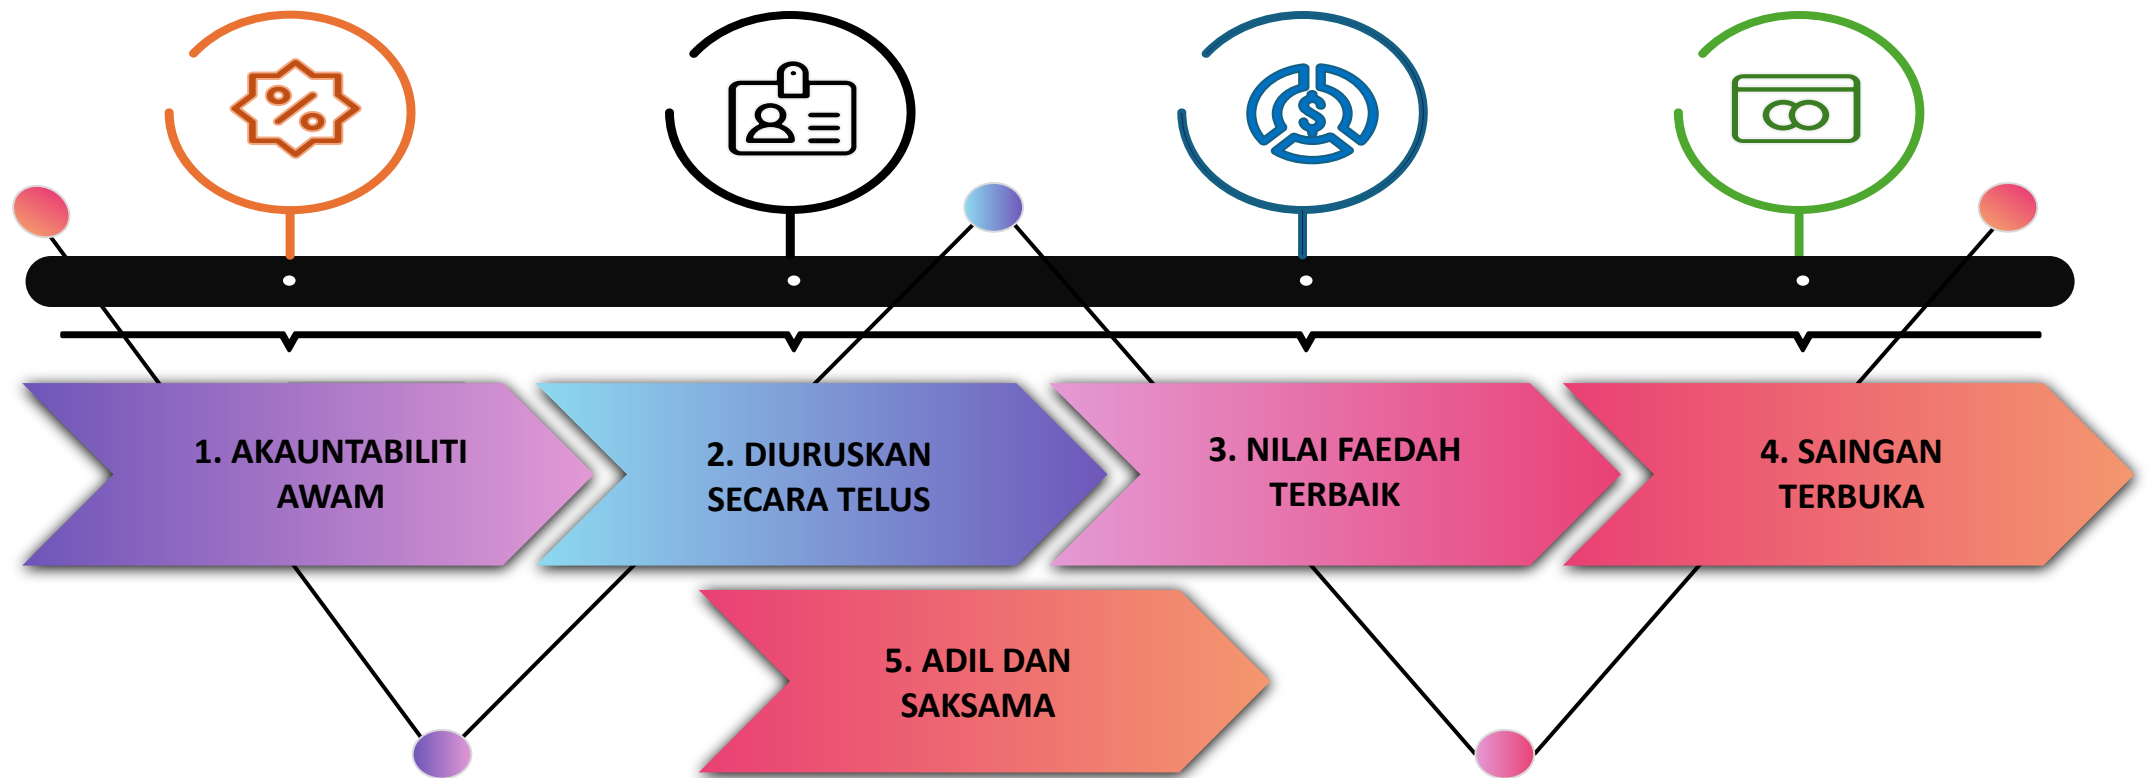 1. AKAUNTABILITI
AWAM
2. DIURUSKAN
SECARA TELUS
3. NILAI FAEDAH
TERBAIK
4. SAINGAN
TERBUKA
5. ADIL DAN
SAKSAMA